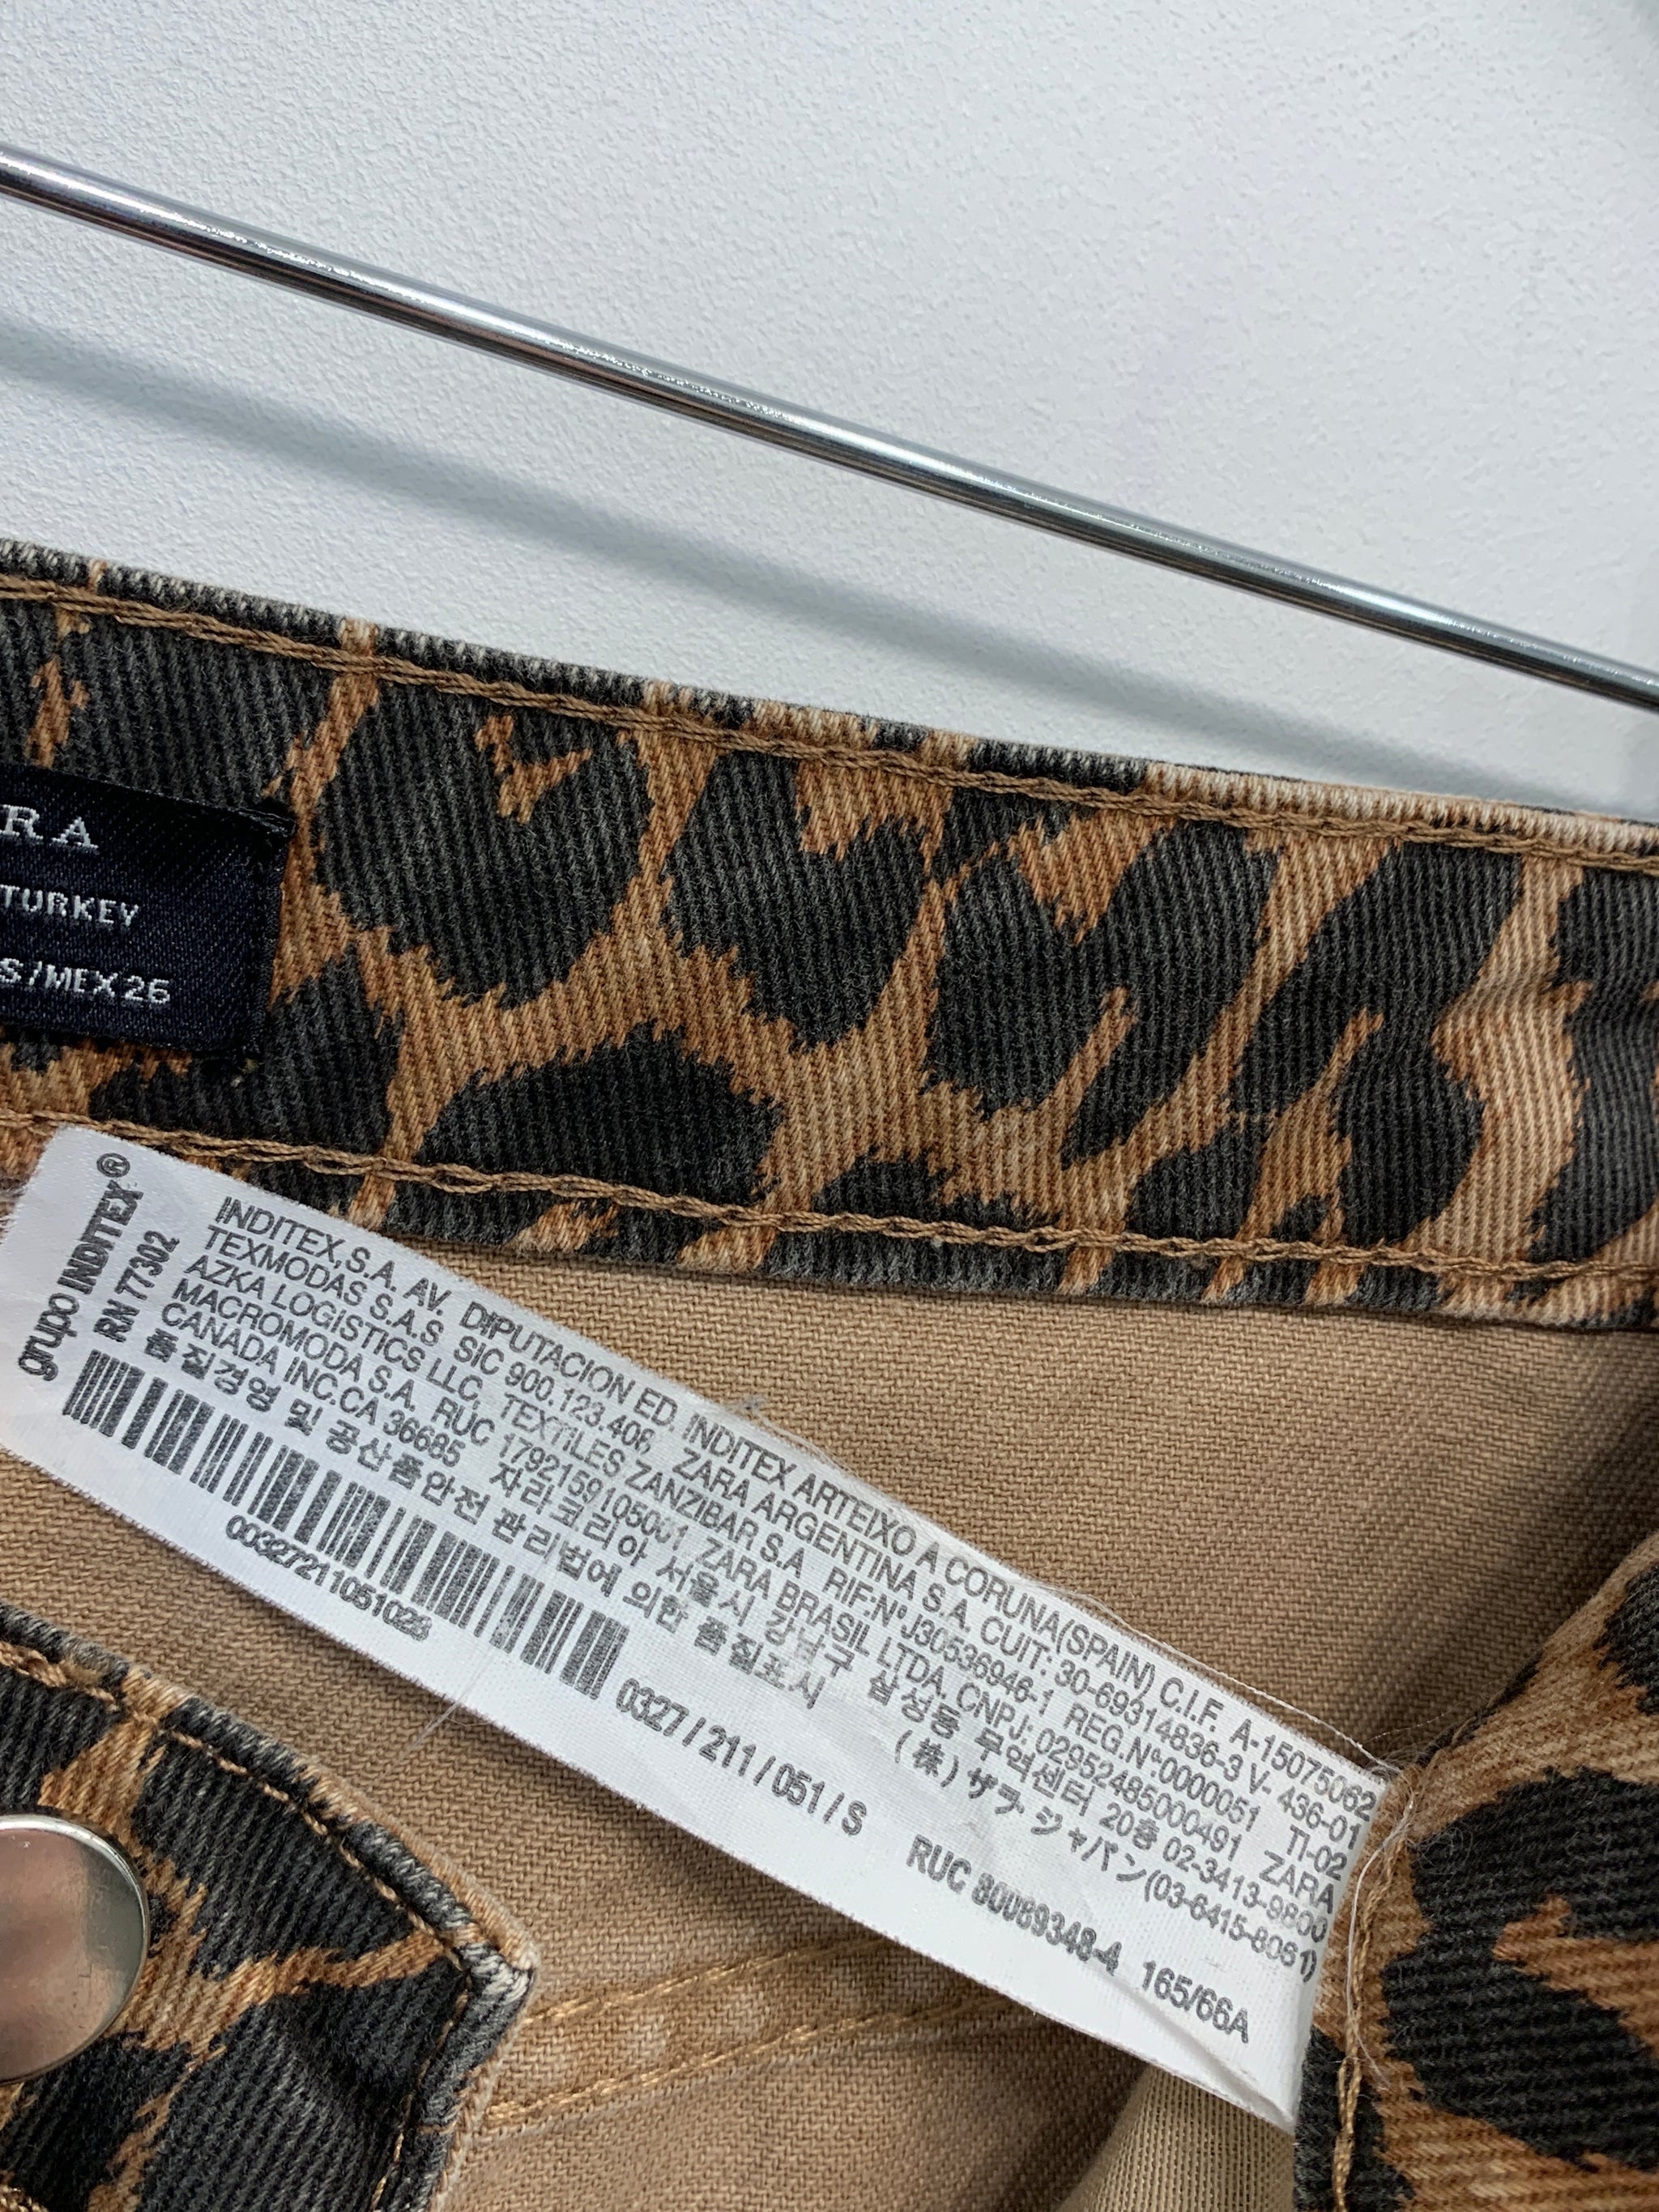 RA
TURKEY
S/MEX 26
grupo INDITEX®
RN 77302
INDITEX,S.A. AV. DIPUTACION ED. INDITEX ARTEIXO A CORUNA(SPAIN) C.I.F. A-15075062
TEXMODAS S.A.S SIC 900.123.408 ZARA ARGENTINA S.A. CUIT: 30-69314836-3 V- 436-01
AZKA LOGISTICS LLC, TEXTILES ZANZIBAR S.A RIF:Nº J30536946-1 REG.Nº:0000051 TI-02
MACROMODA S.A. RUC 1792159105001 ZARA BRASIL LTDA. CNPJ: 02952485000491 ZARA
CANADA INC.CA 36685 자라코리아 서울시 강남구 삼성동 무역센터 20층 02-3413-9800
품질경영 및 공산품안전 관리법에 의한 품질표시 (株) ザラ ジャパン(03-6415-8061)
0327 / 211 / 051 / S RUC 80089348-4 165/66A